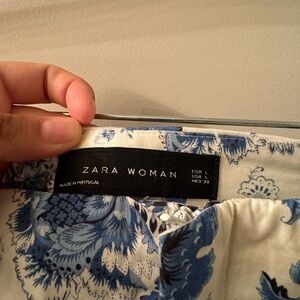 ZARA WOMAN
MADE IN PORTUGAL
EUR L
USA L
MEX 30